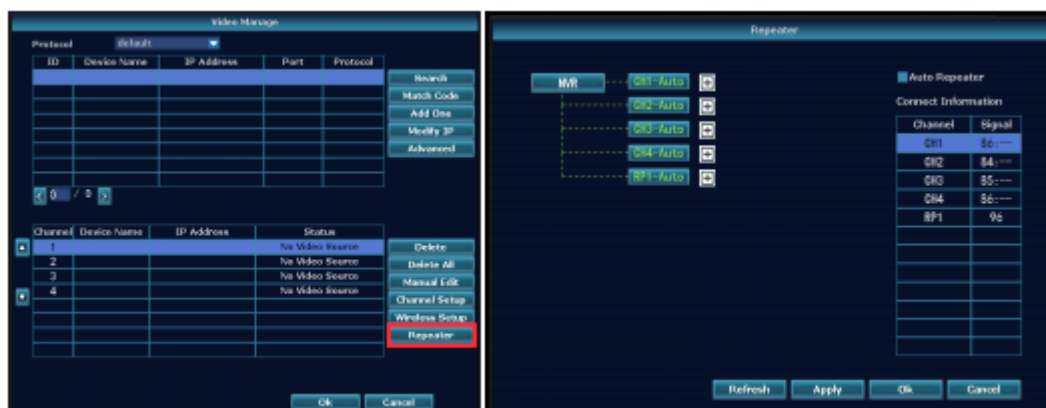 Video Manage
Protocol default
ID Device Name IP Address Port Protocol
Search
Match Code
Add One
Modify IP
Advanced
0 / 0
Channel Device Name IP Address Status
1 No Video Source
2 No Video Source
3 No Video Source
4 No Video Source
Delete
Delete All
Manual Edit
Channel Setup
Wireless Setup
Repeater
Ok Cancel
Repeater
NVR CH1-Auto
CH2-Auto
CH3-Auto
CH4-Auto
RP1-Auto
Auto Repeater
Connect Information
Channel Signal
CH1 86:--
CH2 84:--
CH3 85:--
CH4 86:--
RP1 96
Refresh Apply Ok Cancel